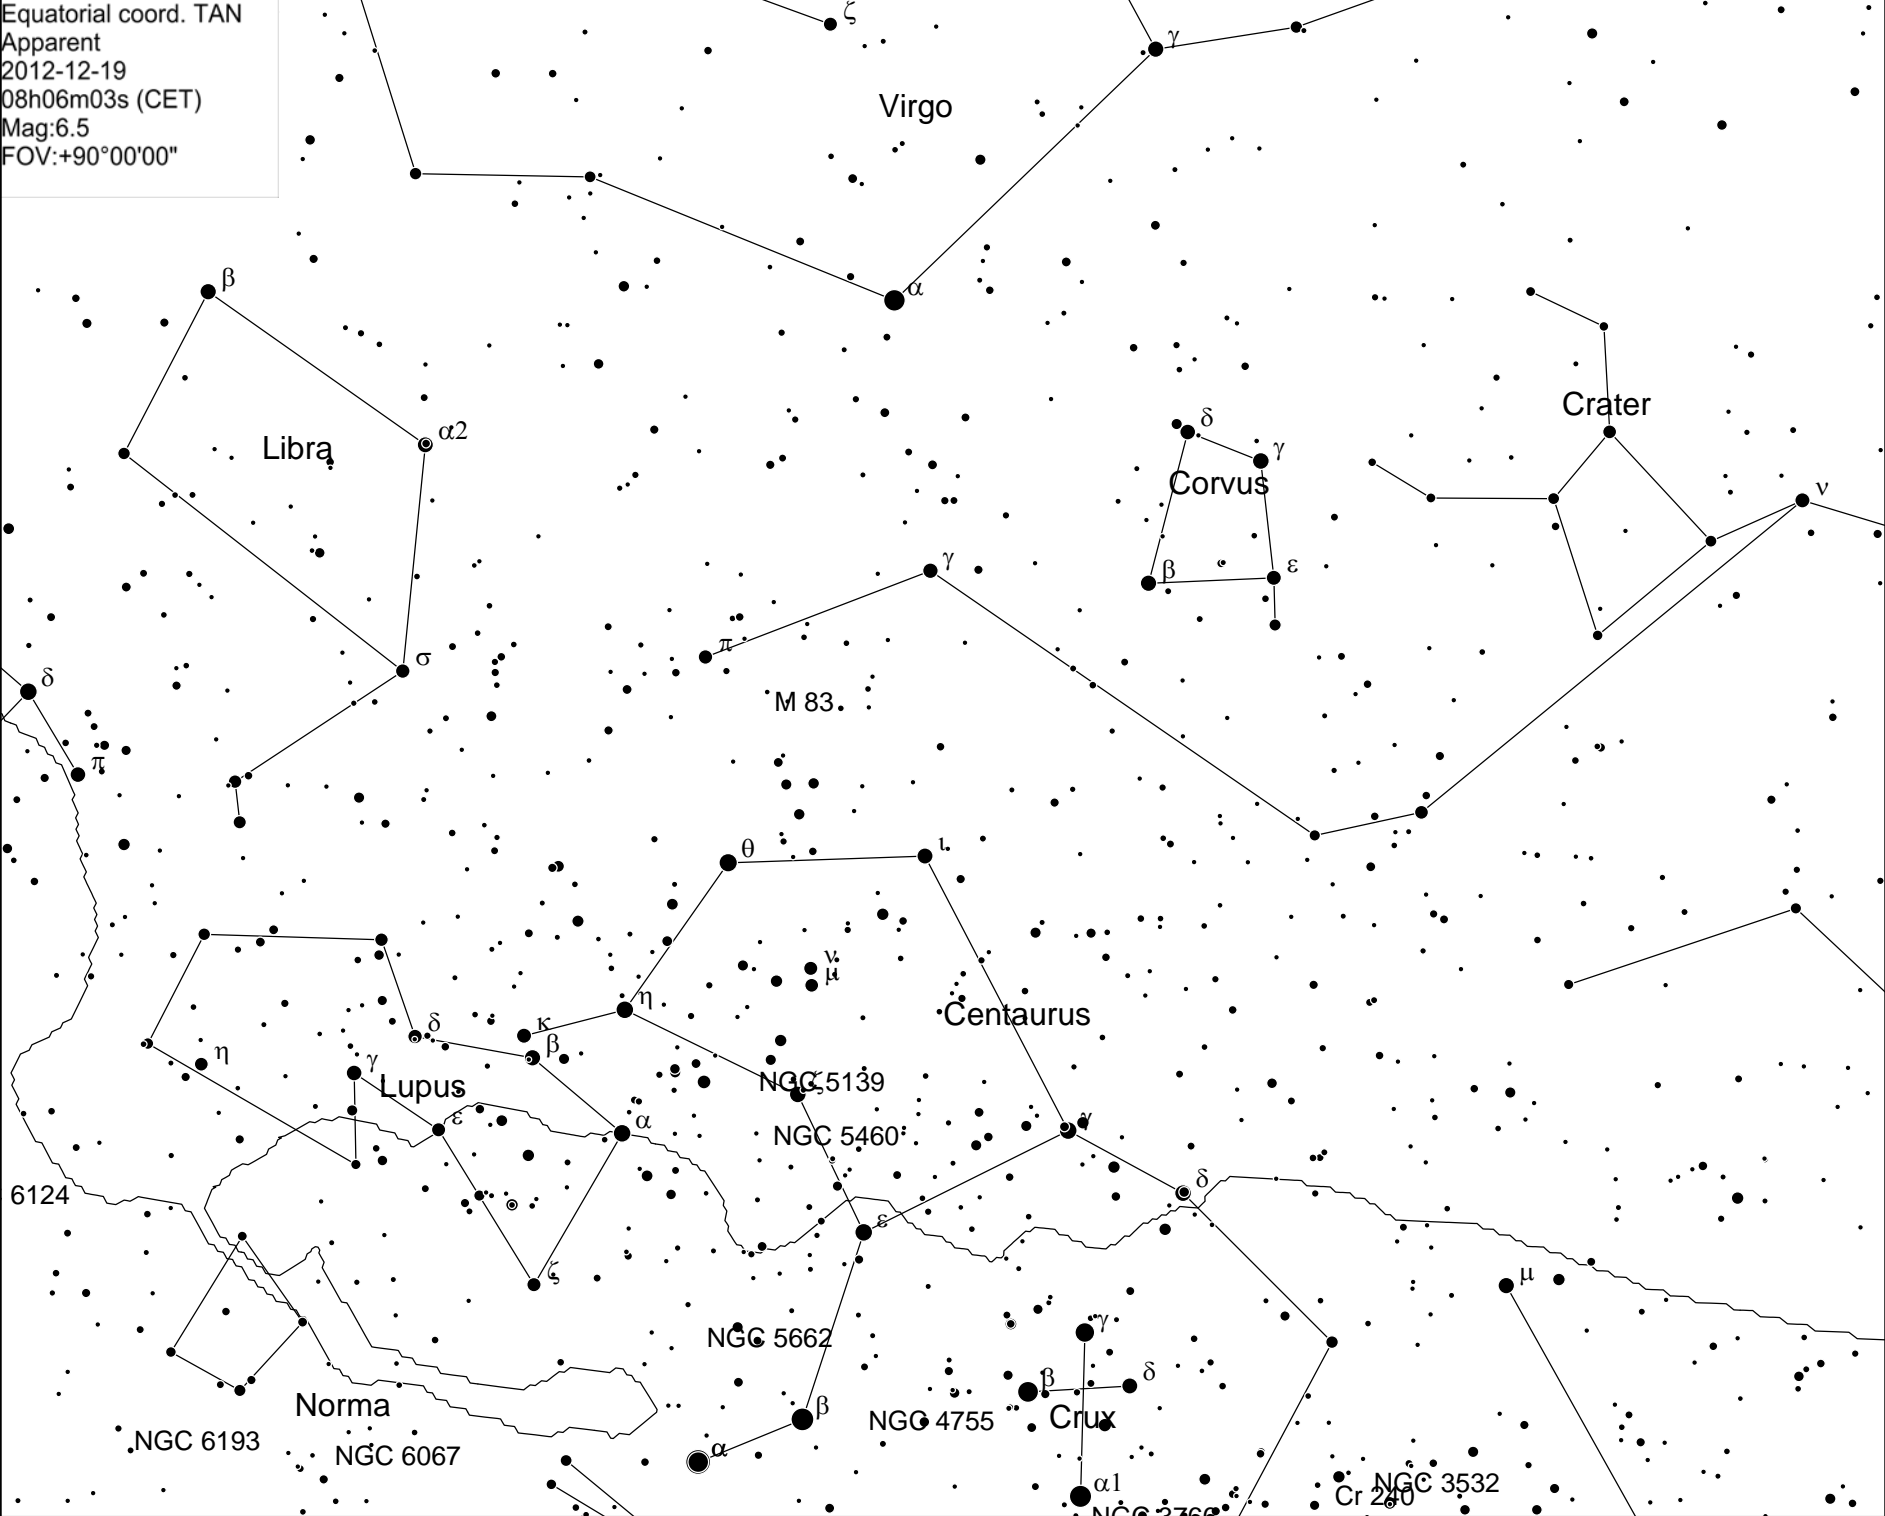 Equatorial coord. TAN
Apparent
2012-12-19
08h06m03s (CET)
Mag:6.5
FOV:+90°00'00"
ζ
γ
Virgo
α
β
α2
Libra
Crater
δ
γ
Corvus
ν
β
ε
γ
π
σ
δ
M 83
π
θ
ι
ν
μ
η
Centaurus
δ
κ
β
η
γ
Lupus
NGC 5139
ζ
ε
α
γ
NGC 5460
6124
δ
ε
ζ
μ
NGC 5662
γ
β
δ
Norma
β
NGC 4755
Crux
NGC 6193
NGC 6067
α
α1
NGC 3532
Cr 240
NGC 3766